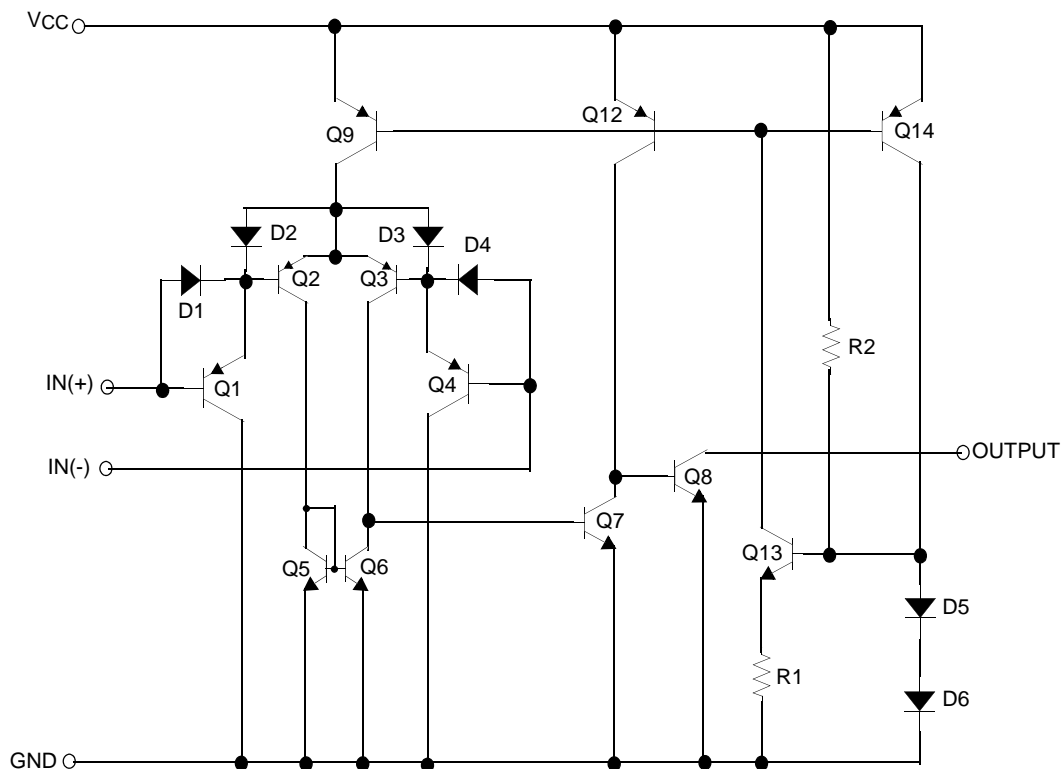 VCC
Q9
Q12
Q14
D2
D3
D4
Q2
Q3
D1
R2
IN(+)
Q1
Q4
OUTPUT
IN(-)
Q8
Q7
Q13
Q5
Q6
D5
R1
D6
GND